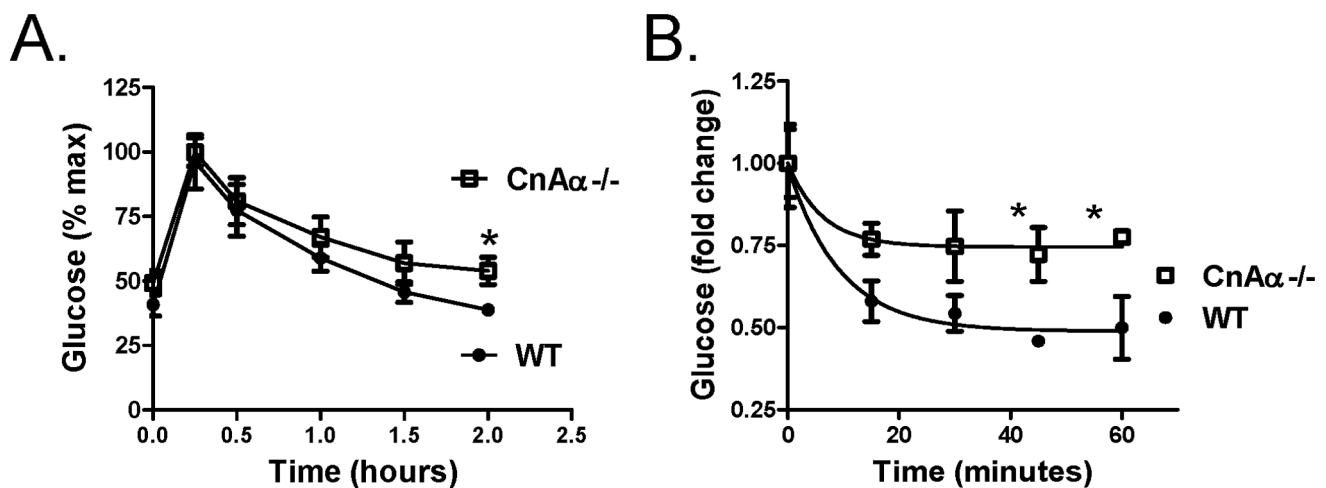 A.
Glucose (% max)
125
100
75
50
25
0
0.0 0.5 1.0 1.5 2.0 2.5
Time (hours)
CnAα-/-
*
WT
B.
Glucose (fold change)
1.25
1.00
0.75
0.50
0.25
0 20 40 60
Time (minutes)
* *
CnAα-/-
WT